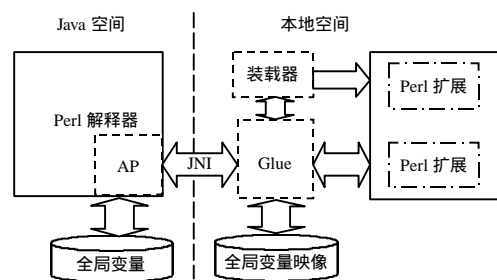 Java 空间
本地空间
装载器
Perl 扩展
Perl 解释器
AP
JNI
Glue
Perl 扩展
全局变量
全局变量映像